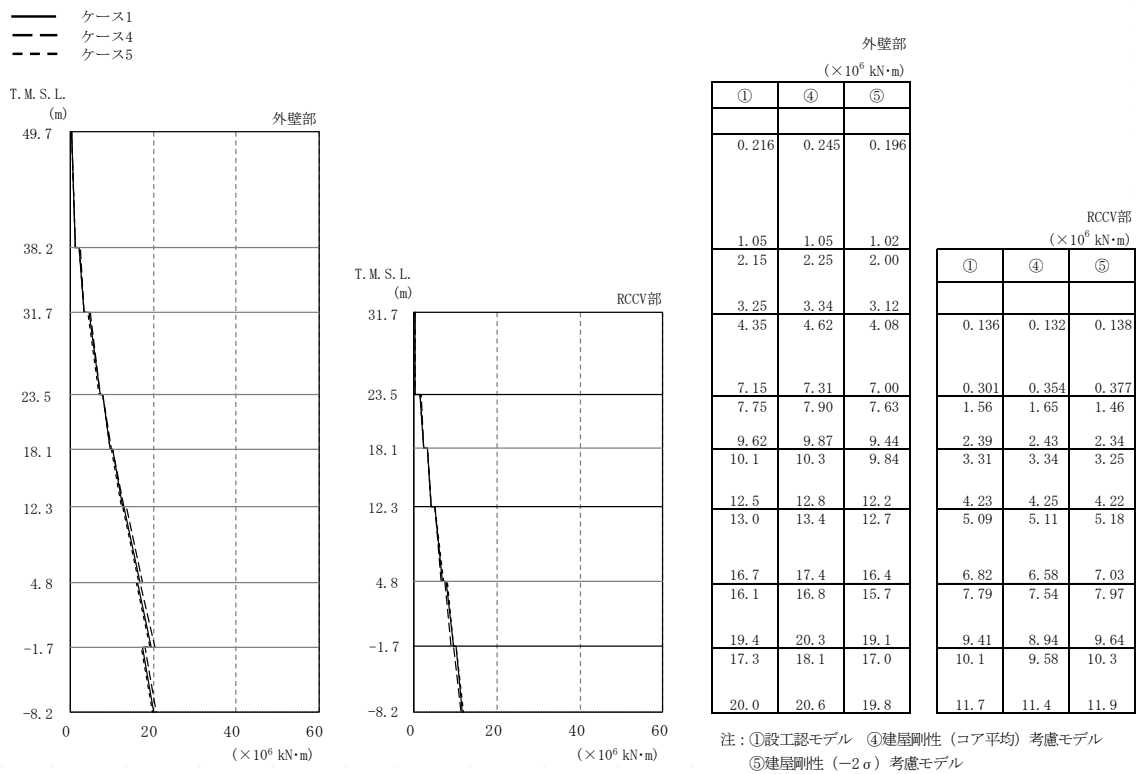 ケース1
ケース4
ケース5
T.M.S.L.
(m)
外壁部
49.7
38.2
31.7
23.5
18.1
12.3
4.8
-1.7
-8.2
0 20 40 60
(×10⁶ kN・m)
T.M.S.L.
(m)
RCCV部
31.7
23.5
18.1
12.3
4.8
-1.7
-8.2
0 20 40 60
(×10⁶ kN・m)
外壁部
(×10⁶ kN・m)
① ④ ⑤
0.216 0.245 0.196
1.05 1.05 1.02
2.15 2.25 2.00
3.25 3.34 3.12
4.35 4.62 4.08
7.15 7.31 7.00
7.75 7.90 7.63
9.62 9.87 9.44
10.1 10.3 9.84
12.5 12.8 12.2
13.0 13.4 12.7
16.7 17.4 16.4
16.1 16.8 15.7
19.4 20.3 19.1
17.3 18.1 17.0
20.0 20.6 19.8
RCCV部
(×10⁶ kN・m)
① ④ ⑤
0.136 0.132 0.138
0.301 0.354 0.377
1.56 1.65 1.46
2.39 2.43 2.34
3.31 3.34 3.25
4.23 4.25 4.22
5.09 5.11 5.18
6.82 6.58 7.03
7.79 7.54 7.97
9.41 8.94 9.64
10.1 9.58 10.3
11.7 11.4 11.9
注：①設工認モデル ④建屋剛性（コア平均）考慮モデル
⑤建屋剛性（－2σ）考慮モデル